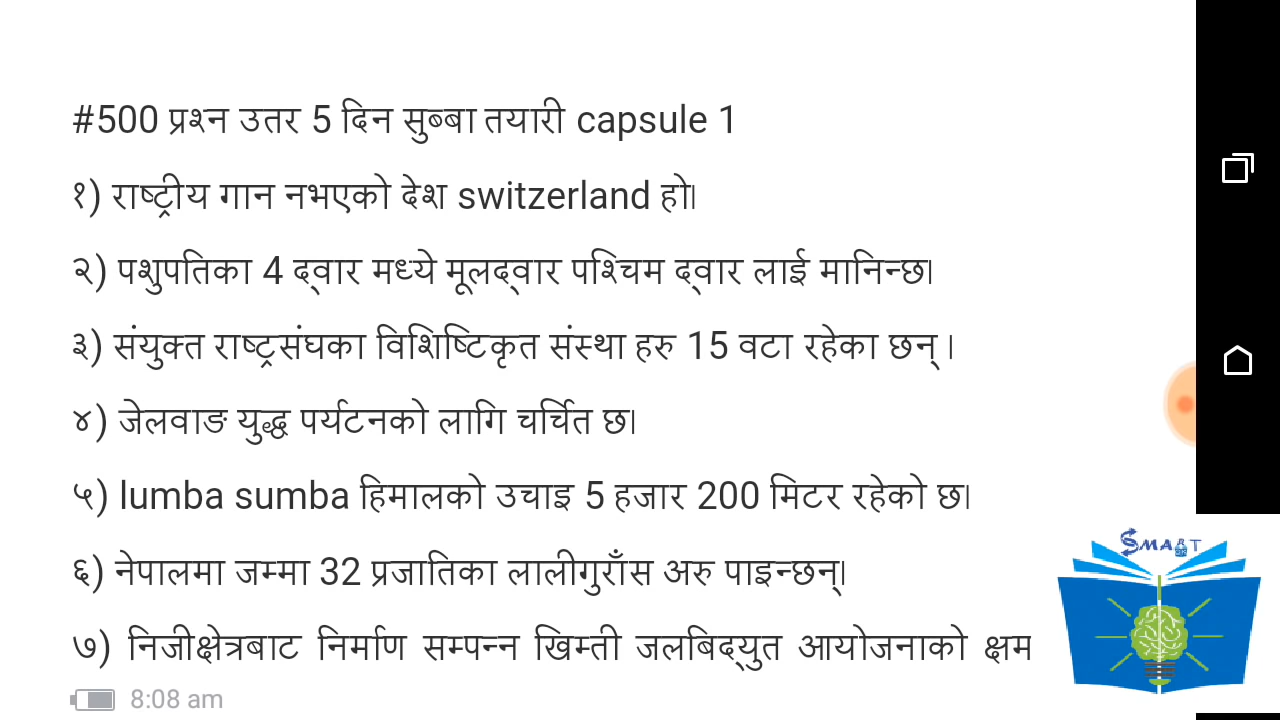 #500 प्रश्न उतर 5 दिन सुब्बा तयारी capsule 1
१) राष्ट्रीय गान नभएको देश switzerland हो।
२) पशुपतिका 4 द्वार मध्ये मूलद्वार पश्चिम द्वार लाई मानिन्छ।
३) संयुक्त राष्ट्रसंघका विशिष्टिकृत संस्था हरु 15 वटा रहेका छन् ।
४) जेलवाङ युद्ध पर्यटनको लागि चर्चित छ।
५) lumba sumba हिमालको उचाइ 5 हजार 200 मिटर रहेको छ।
६) नेपालमा जम्मा 32 प्रजातिका लालीगुराँस अरु पाइन्छन्।
७) निजीक्षेत्रबाट निर्माण सम्पन्न खिम्ती जलबिद्युत आयोजनाको क्षम
8:08 am
SMART